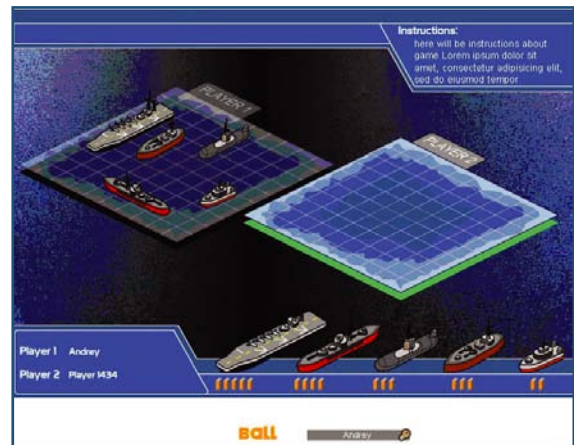 Instructions:
here will be instructions about
game Lorem ipsum dolor sit
amet, consectetur adipisicing elit,
sed do eiusmod tempor
PLAYER 1
PLAYER 2
Player 1 Andrey
Player 2 Player 1434
BALL Andrey